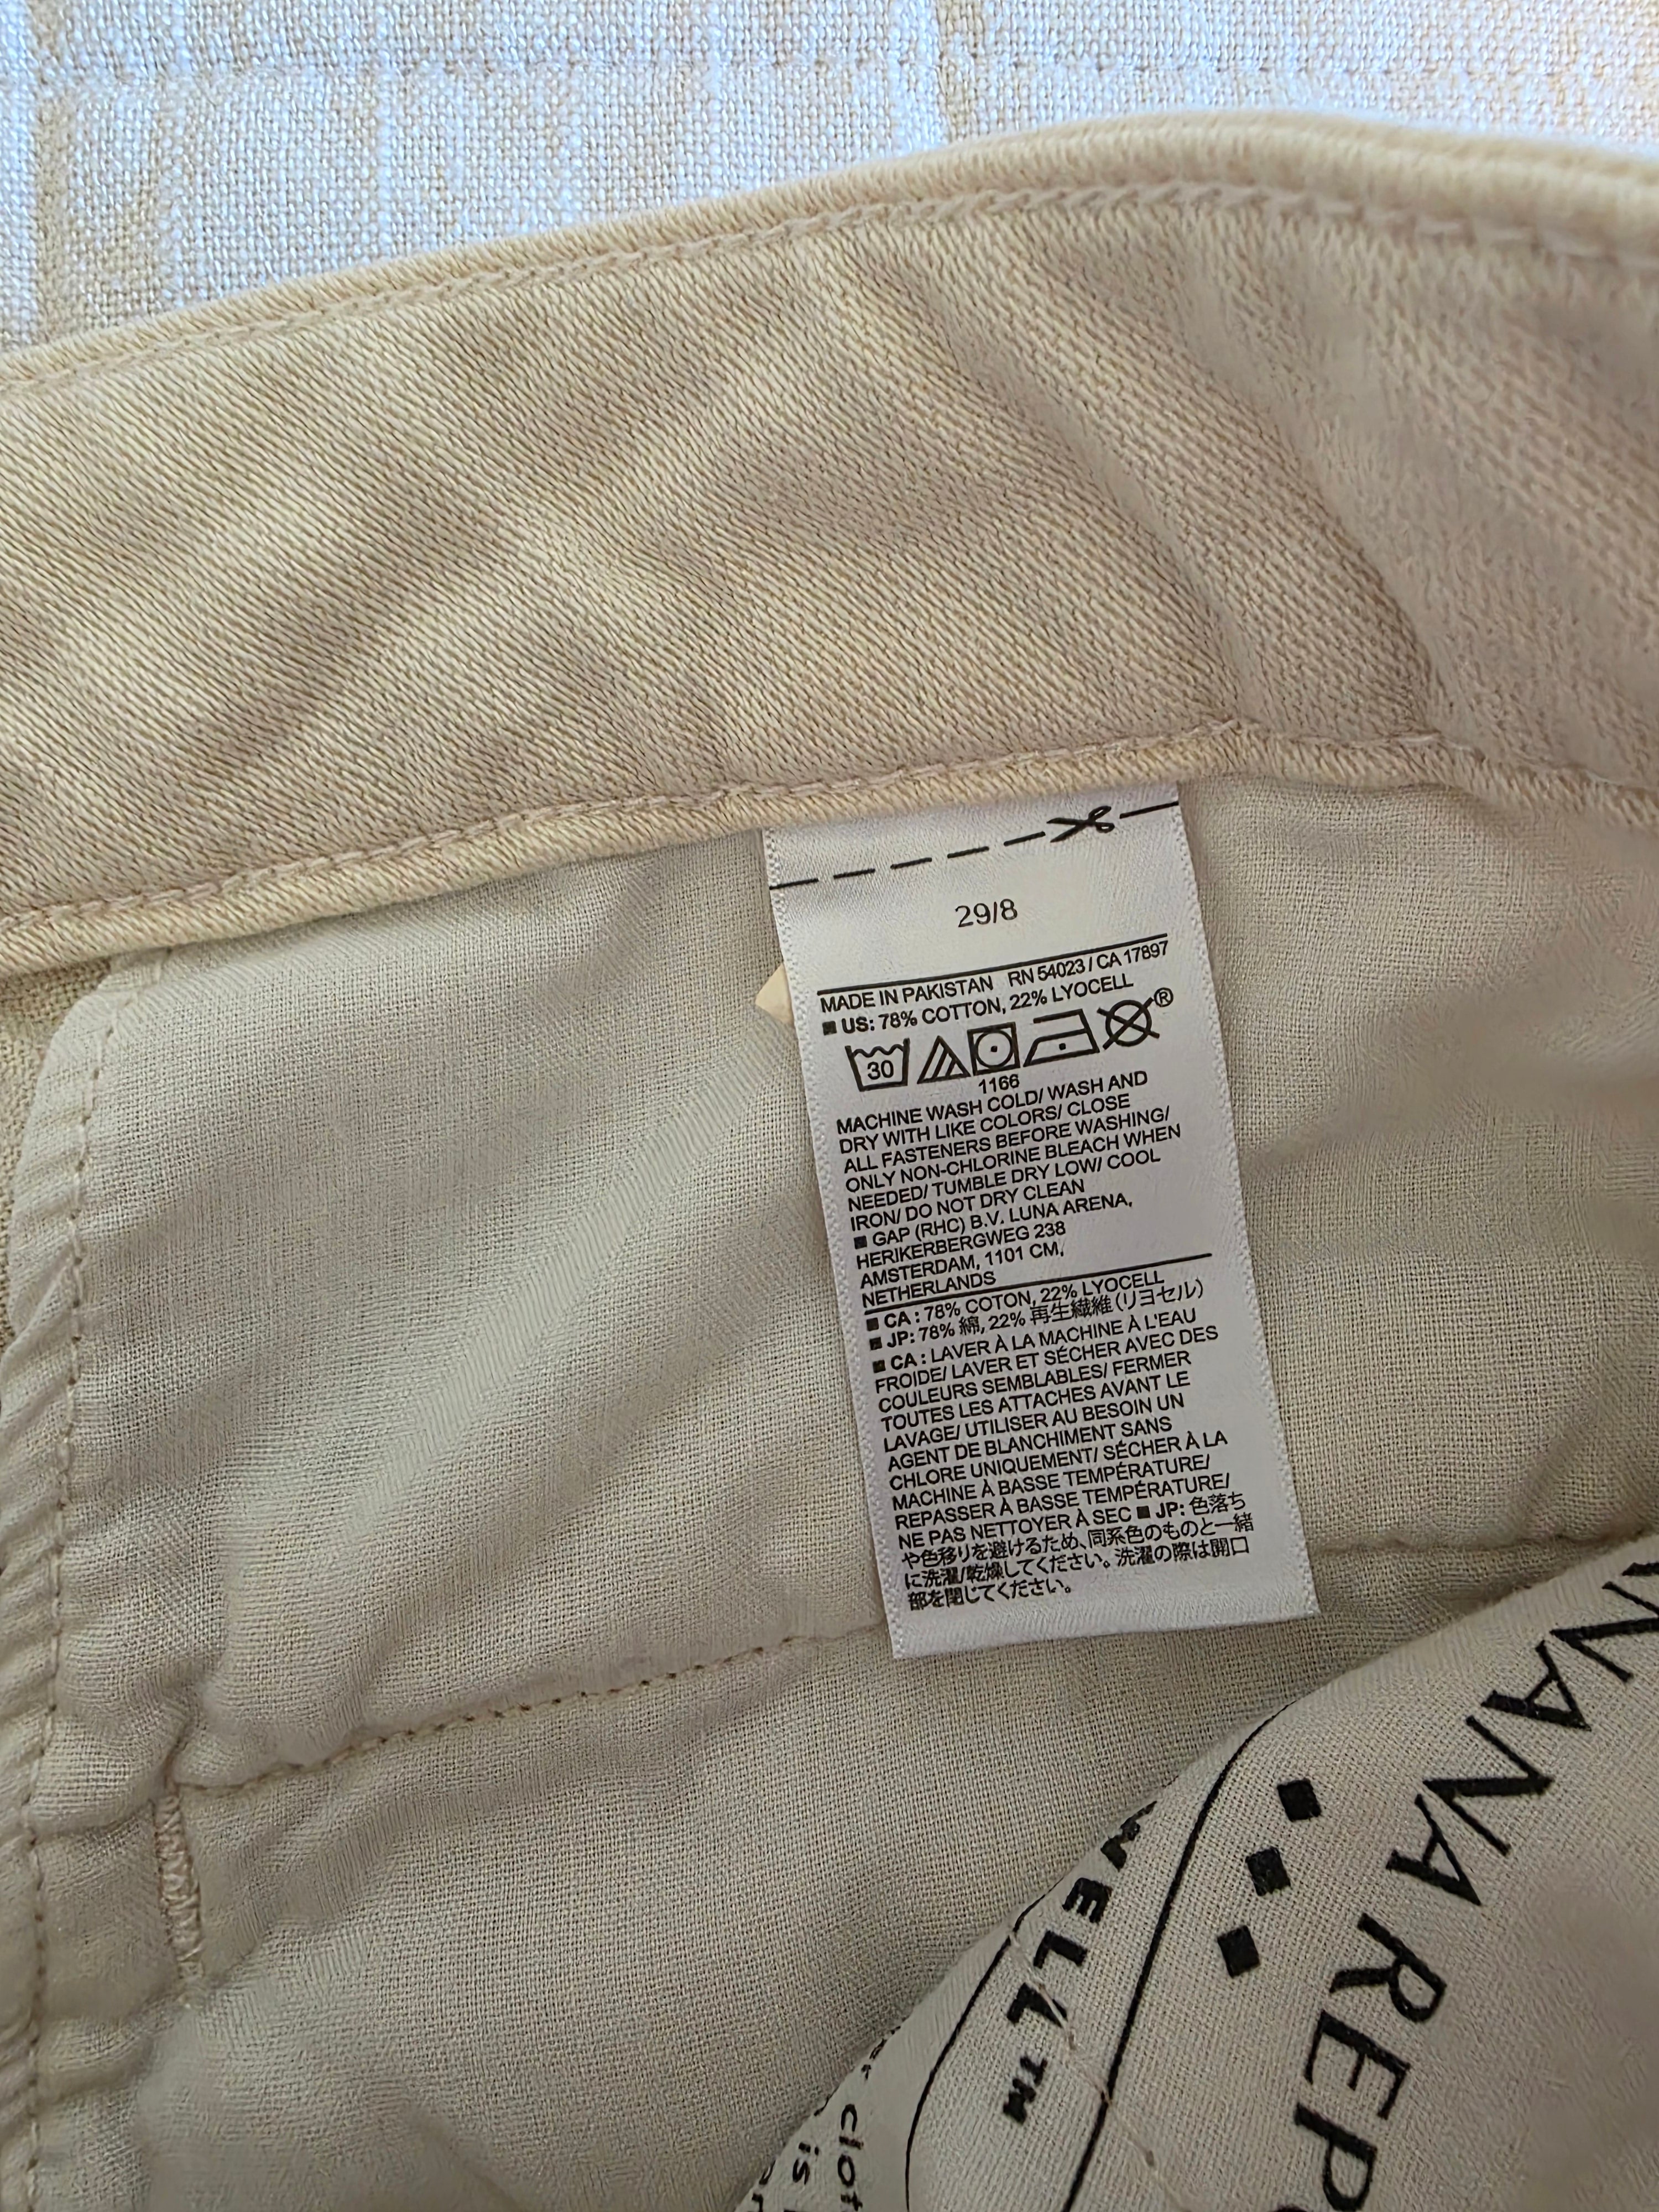 29/8
MADE IN PAKISTAN RN 54023 / CA 17897
■ US: 78% COTTON, 22% LYOCELL
30
®
1166
MACHINE WASH COLD/ WASH AND
DRY WITH LIKE COLORS/ CLOSE
ALL FASTENERS BEFORE WASHING/
ONLY NON-CHLORINE BLEACH WHEN
NEEDED/ TUMBLE DRY LOW/ COOL
IRON/ DO NOT DRY CLEAN
■ GAP (RHC) B.V. LUNA ARENA,
HERIKERBERGWEG 238
AMSTERDAM, 1101 CM,
NETHERLANDS
■ CA : 78% COTON, 22% LYOCELL
■ JP: 78% 綿, 22% 再生繊維 (リヨセル)
■ CA : LAVER À LA MACHINE À L'EAU
FROIDE/ LAVER ET SÉCHER AVEC DES
COULEURS SEMBLABLES/ FERMER
TOUTES LES ATTACHES AVANT LE
LAVAGE/ UTILISER AU BESOIN UN
AGENT DE BLANCHIMENT SANS
CHLORE UNIQUEMENT/ SÉCHER À LA
MACHINE À BASSE TEMPÉRATURE/
REPASSER À BASSE TEMPÉRATURE/
NE PAS NETTOYER À SEC ■ JP: 色落ち
や色移りを避けるため、同系色のものと一緒
に洗濯/乾燥してください。洗濯の際は開口
部を閉じてください。
ANANA REP
WELL™
clot
is